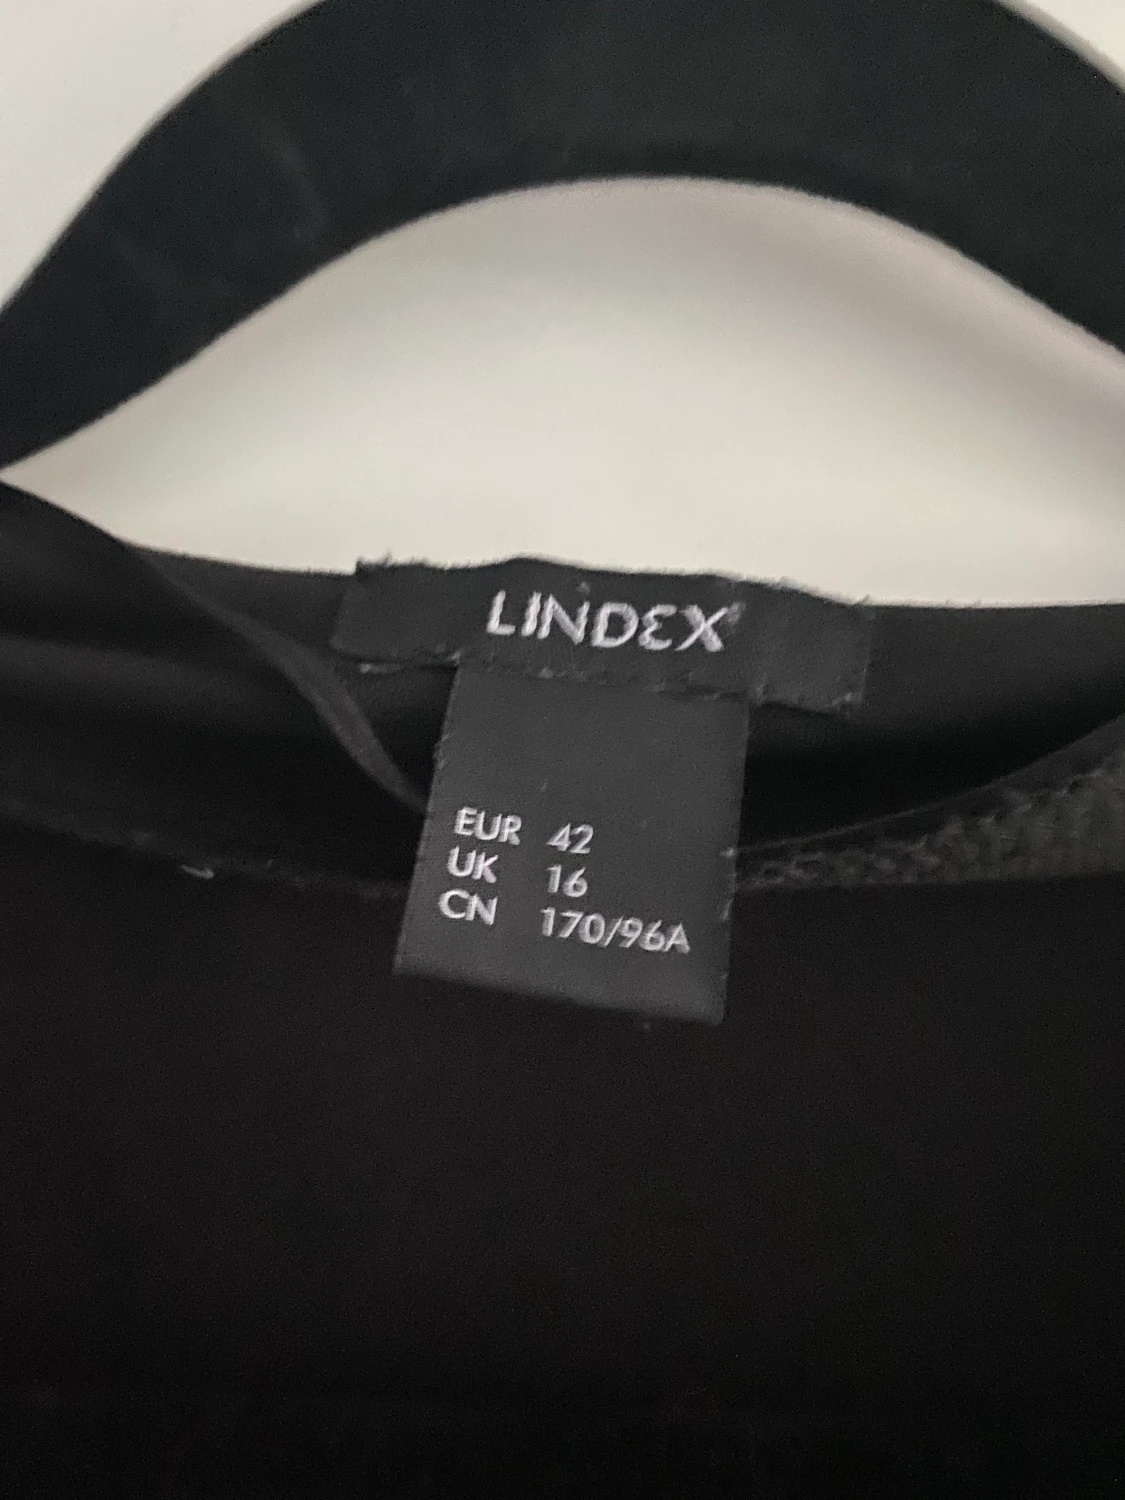 LINDEX
EUR 42
UK 16
CN 170/96A